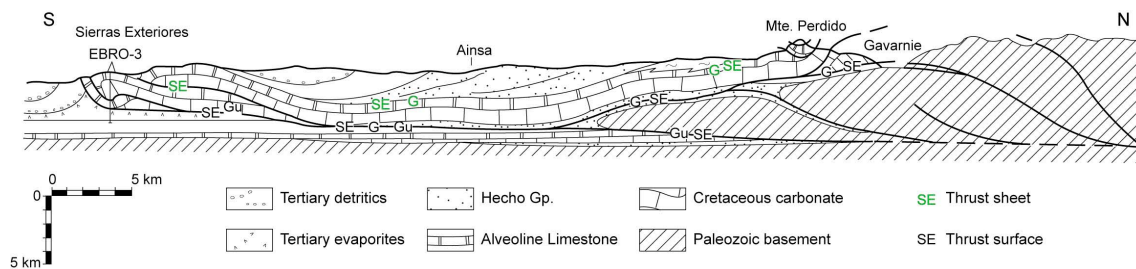 S
N
Sierras Exteriores
EBRO-3
Ainsa
Mte. Perdido
Gavarnie
SE
SE G
G SE
G SE
SE-Gu
SE G Gu
G-SE
Gu-SE
0 5 km
0
5 km
Tertiary detritics
Hecho Gp.
Cretaceous carbonate
SE Thrust sheet
Tertiary evaporites
Alveoline Limestone
Paleozoic basement
SE Thrust surface